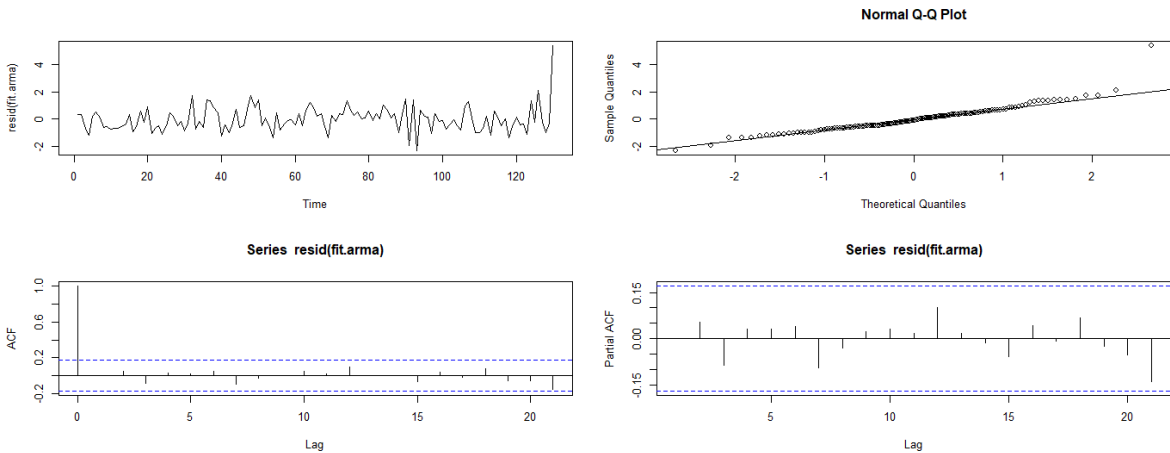 resid(fit.arma)
4
2
0
-2
0 20 40 60 80 100 120
Time
Normal Q-Q Plot
Sample Quantiles
4
2
0
-2
-2 -1 0 1 2
Theoretical Quantiles
Series resid(fit.arma)
ACF
1.0
0.6
0.2
-0.2
0 5 10 15 20
Lag
Series resid(fit.arma)
Partial ACF
0.15
0.00
-0.15
5 10 15 20
Lag